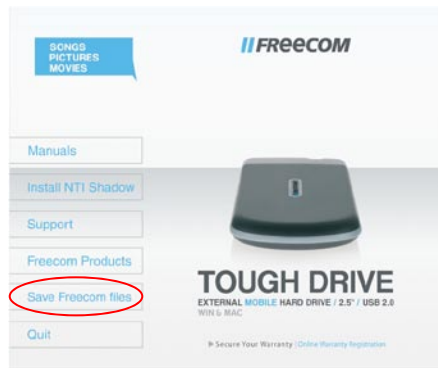 SONGS
PICTURES
MOVIES
FREECOM
Manuals
Install NTI Shadow
Support
Freecom Products
Save Freecom files
Quit
TOUGH DRIVE
EXTERNAL MOBILE HARD DRIVE / 2.5" / USB 2.0
WIN & MAC
Secure Your Warranty | Online Warranty Registration